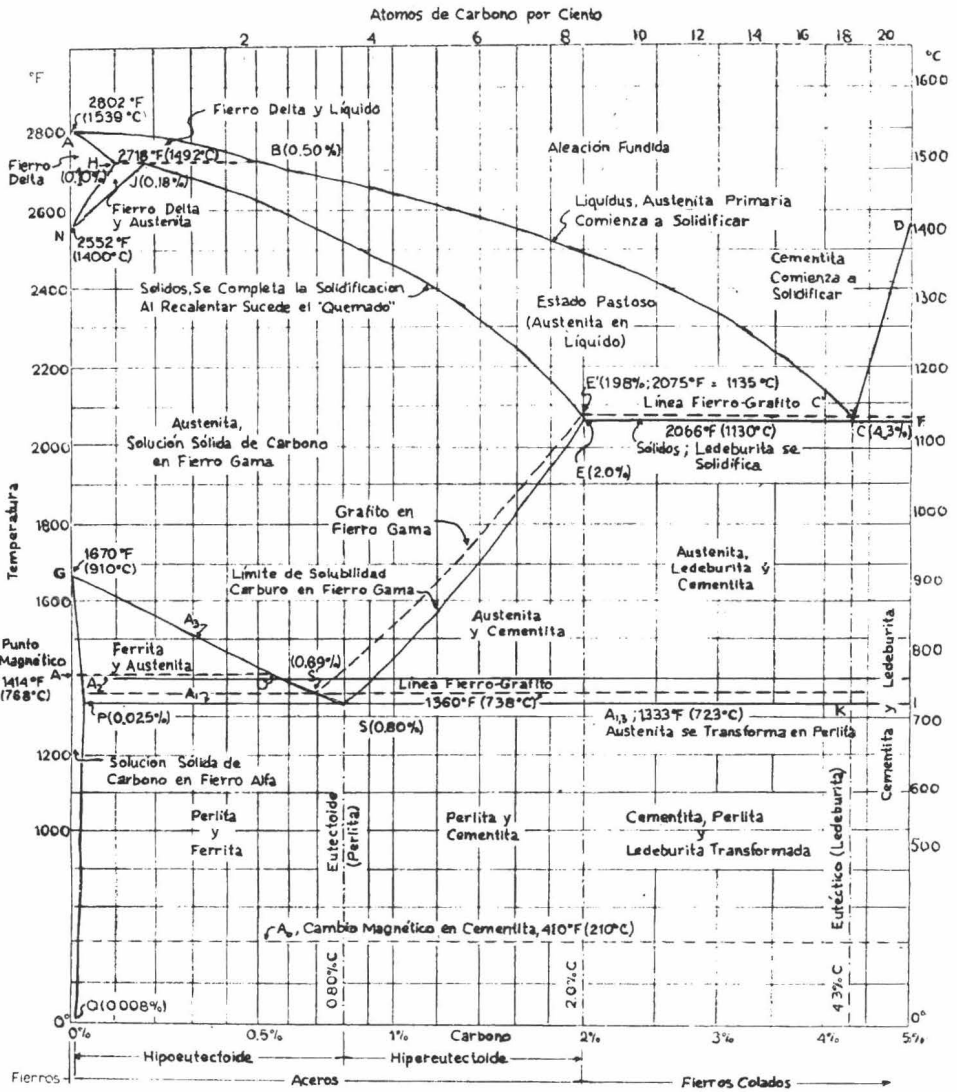 Atomos de Carbono por Ciento
2 4 6 8 10 12 14 16 18 20
°F
°C
1600
2802 °F
(1539 °C)
Fierro Delta y Líquido
2800
A
B(0.50%)
Aleación Fundida
2718 °F (1492°C)
1500
H
Fierro
Delta
(0.10%)
J(0.18%)
Fierro Delta
y Austenita
2600
N
2552 °F
(1400°C)
Liquidus, Austenita Primaria
Comienza a Solidificar
D
1400
Cementita
Comienza a
Solidificar
Solidos, Se Completa la Solidificacion
Al Recalentar Sucede el "Quemado"
2400
1300
Estado Pastoso
(Austenita en
Líquido)
2200
1200
E'(1.98%; 2075°F = 1135°C)
Línea Fierro-Grafito C'
Austenita,
Solución Sólida de Carbono
en Fierro Gama
2066°F (1130°C)
C(4.3%)
F
1100
Sólidos; Ledeburita se
Solidifica
E(2.0%)
2000
1000
Grafito en
Fierro Gama
1800
Temperatura
1670 °F
(910°C)
G
Límite de Solubilidad
Carburo en Fierro Gama
Austenita,
Ledeburita y
Cementita
900
1600
A3
Austenita
y Cementita
Punto
Magnético
A
1414°F
(768°C)
Ferrita
y Austenita
(0.69%)
S'
800
A2
O
Línea Fierro-Grafito
1400
A1
1360°F (738°C)
P(0.025%)
S(0.80%)
A1,3; 1333°F (723°C)
K
Austenita se Transforma en Perlita
700
Cementita y Ledeburita
1200
Solución Sólida de
Carbono en Fierro Alfa
600
Perlita
y
Ferrita
Eutectoide
(Perlita)
Perlita y
Cementita
Cementita, Perlita
y
Ledeburita Transformada
Eutéctico (Ledeburita)
1000
500
A0, Cambio Magnético en Cementita, 410°F (210°C)
0.80%C
2.0%C
4.3%C
Q(0.008%)
0°
0°
0% 0.5% 1% Carbono 2% 3% 4% 5%
Hipoeutectoide Hipereutectoide
Fierros Aceros Fierros Colados